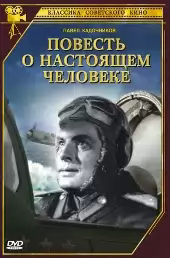 КЛАССИКА СОВЕТСКОГО КИНО
ПАВЕЛ КАДОЧНИКОВ
ПОВЕСТЬ
О НАСТОЯЩЕМ
ЧЕЛОВЕКЕ
DVD